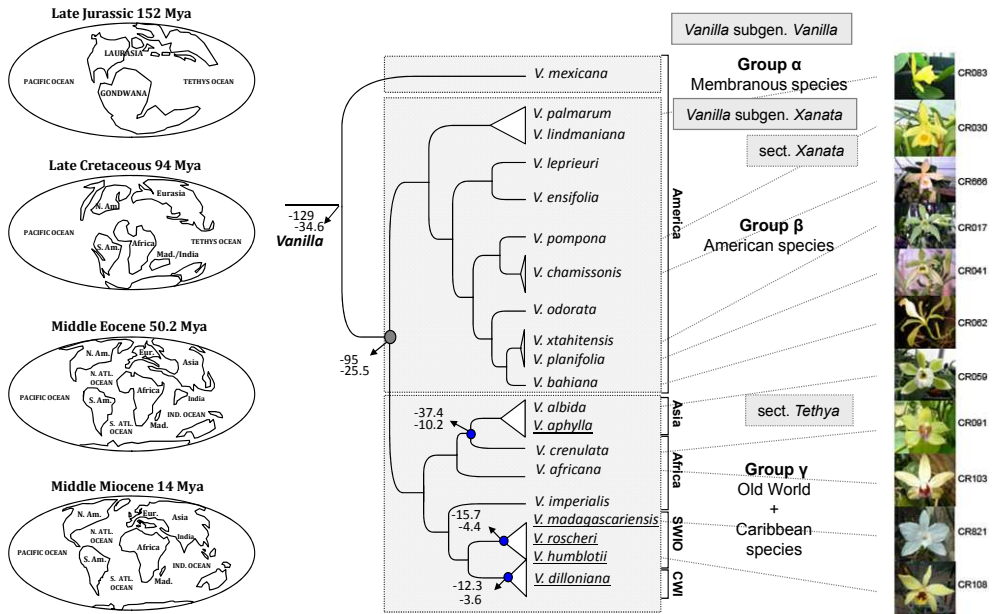 Late Jurassic 152 Mya
LAURASIA
PACIFIC OCEAN
TETHYS OCEAN
GONDWANA
Late Cretaceous 94 Mya
Eurasia
N. Am.
PACIFIC OCEAN
TETHYS OCEAN
S. Am.
Africa
Mad./India
Middle Eocene 50.2 Mya
N. Am.
Eur.
Asia
N. ATL.
OCEAN
PACIFIC OCEAN
Africa
India
S. Am.
IND. OCEAN
S. ATL.
OCEAN
Mad.
Middle Miocene 14 Mya
N. Am.
Eur.
Asia
N. ATL.
OCEAN
PACIFIC OCEAN
Africa
India
S. Am.
IND. OCEAN
S. ATL.
OCEAN
Mad.
-129
-34.6
Vanilla
-95
-25.5
V. mexicana
V. palmarum
V. lindmaniana
V. leprieuri
V. ensifolia
V. pompona
V. chamissonis
V. odorata
V. xtahitensis
V. planifolia
V. bahiana
-37.4
-10.2
V. albida
V. aphylla
V. crenulata
V. africana
V. imperialis
-15.7
-4.4
V. madagascariensis
V. roscheri
V. humblotii
-12.3
-3.6
V. dilloniana
America
Asia
Africa
SWIO
CWI
Vanilla subgen. Vanilla
Group α
Membranous species
Vanilla subgen. Xanata
sect. Xanata
Group β
American species
sect. Tethya
Group γ
Old World
+
Caribbean
species
CR083
CR030
CR666
CR017
CR041
CR062
CR059
CR091
CR103
CR821
CR108